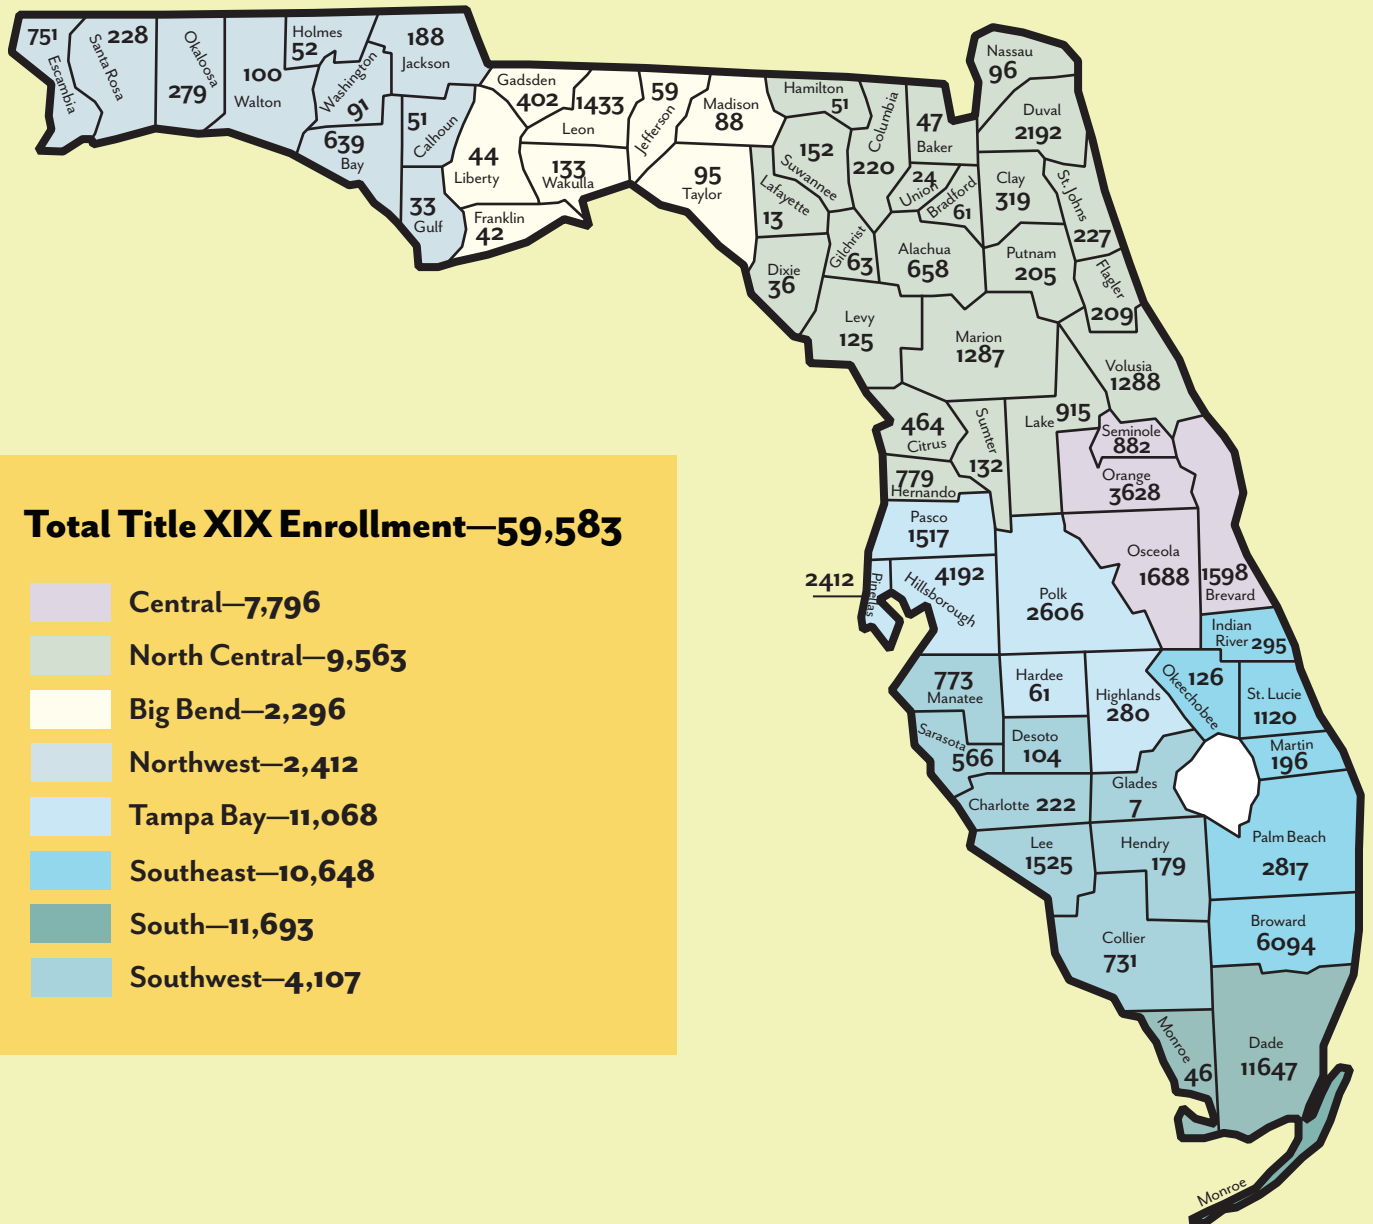 751
Escambia
228
Santa Rosa
Okaloosa
279
100
Walton
Holmes
52
Washington
91
188
Jackson
639
Bay
51
Calhoun
33
Gulf
Gadsden
402
44
Liberty
Franklin
42
1433
Leon
133
Wakulla
59
Jefferson
Madison
88
95
Taylor
Hamilton
51
152
Suwannee
Lafayette
13
Dixie
36
Columbia
220
Gilchrist
63
47
Baker
24
Union
Bradford
61
Nassau
96
Duval
2192
Clay
319
St. Johns
227
Alachua
658
Putnam
205
Flagler
209
Levy
125
Marion
1287
Volusia
1288
464
Citrus
Sumter
132
Lake 915
Seminole
882
779
Hernando
Orange
3628
Pasco
1517
2412
Pinellas
4192
Hillsborough
Polk
2606
Osceola
1688
1598
Brevard
Indian
River 295
773
Manatee
Hardee
61
Highlands
280
126
Okeechobee
St. Lucie
1120
Sarasota
566
Desoto
104
Martin
196
Charlotte 222
Glades
7
Lee
1525
Hendry
179
Palm Beach
2817
Collier
731
Broward
6094
Monroe
46
Dade
11647
Monroe
Total Title XIX Enrollment—59,583
Central—7,796
North Central—9,563
Big Bend—2,296
Northwest—2,412
Tampa Bay—11,068
Southeast—10,648
South—11,693
Southwest—4,107